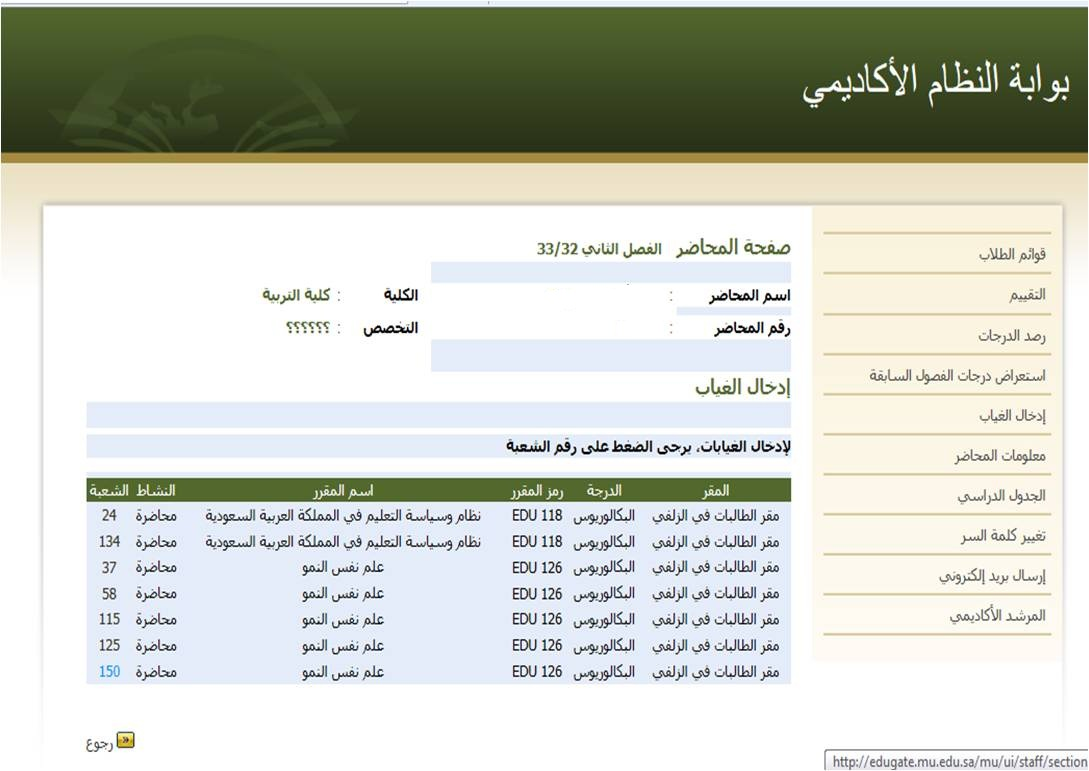 بوابة النظام الأكاديمي
قوائم الطلاب
التقييم
رصد الدرجات
استعراض درجات الفصول السابقة
إدخال الغياب
معلومات المحاضر
الجدول الدراسي
تغيير كلمة السر
إرسال بريد إلكتروني
المرشد الأكاديمي
صفحة المحاضر الفصل الثاني 33/32
اسم المحاضر : الكلية : كلية التربية
رقم المحاضر : التخصص : ؟؟؟؟؟؟
إدخال الغياب
لإدخال الغيابات، يرجى الضغط على رقم الشعبة
المقر الدرجة رمز المقرر اسم المقرر النشاط الشعبة
مقر الطالبات في الزلفي البكالوريوس EDU 118 نظام وسياسة التعليم في المملكة العربية السعودية محاضرة 24
مقر الطالبات في الزلفي البكالوريوس EDU 118 نظام وسياسة التعليم في المملكة العربية السعودية محاضرة 134
مقر الطالبات في الزلفي البكالوريوس EDU 126 علم نفس النمو محاضرة 37
مقر الطالبات في الزلفي البكالوريوس EDU 126 علم نفس النمو محاضرة 58
مقر الطالبات في الزلفي البكالوريوس EDU 126 علم نفس النمو محاضرة 115
مقر الطالبات في الزلفي البكالوريوس EDU 126 علم نفس النمو محاضرة 125
مقر الطالبات في الزلفي البكالوريوس EDU 126 علم نفس النمو محاضرة 150
رجوع
http://edugate.mu.edu.sa/mu/ui/staff/section